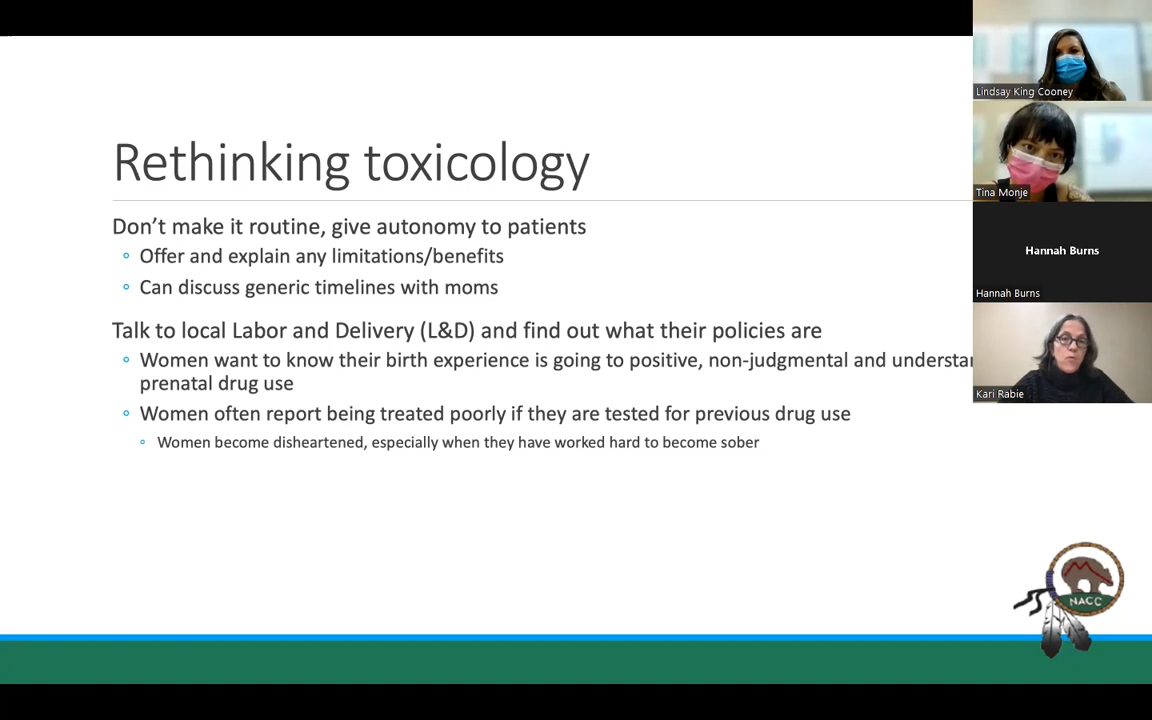 Rethinking toxicology
Don't make it routine, give autonomy to patients
Offer and explain any limitations/benefits
Can discuss generic timelines with moms
Talk to local Labor and Delivery (L&D) and find out what their policies are
Women want to know their birth experience is going to positive, non-judgmental and
prenatal drug use
Women often report being treated poorly if they are tested for previous drug use
Women become disheartened, especially when they have worked hard to become sober
Lindsay King Cooney
Tina Monje
Hannah Burns
Hannah Burns
Kari Rabie
NACC